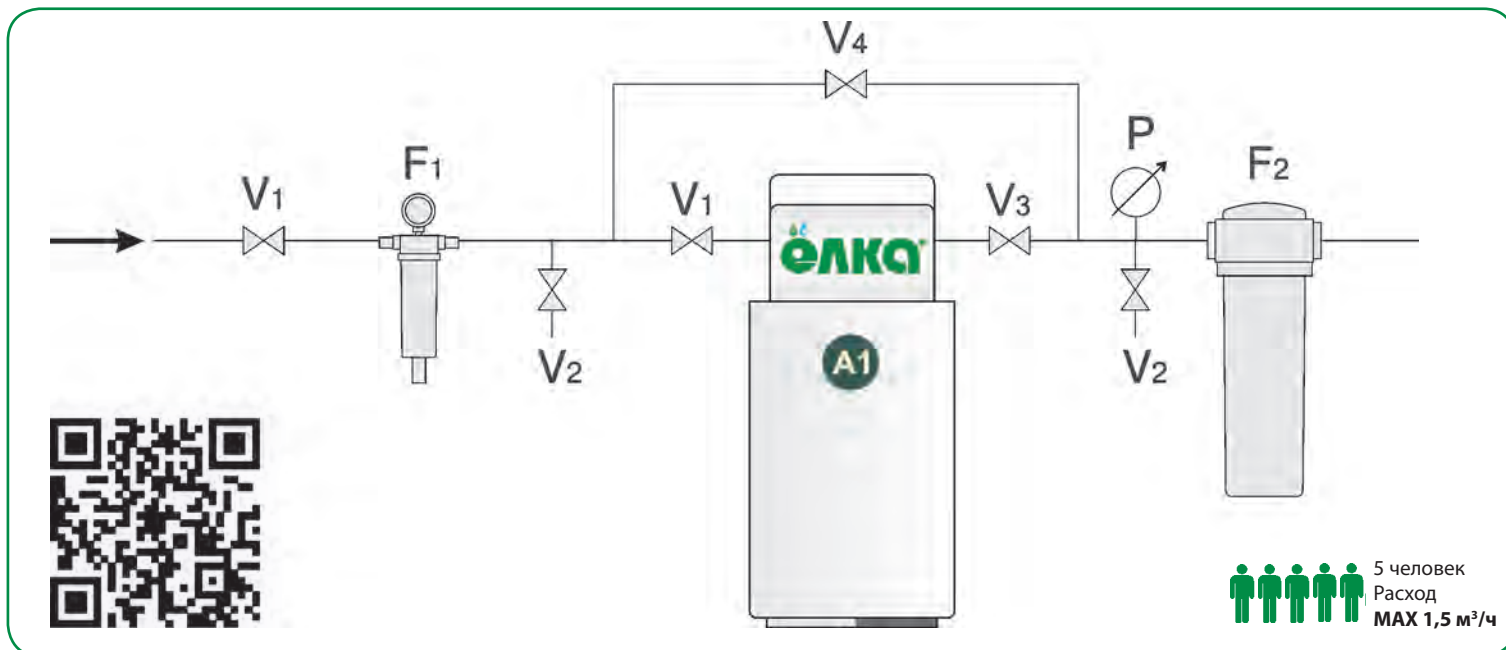 V4
P
F1
F2
V1
V1
V3
ёлка
V2
A1
V2
5 человек
Расход
MAX 1,5 м³/ч